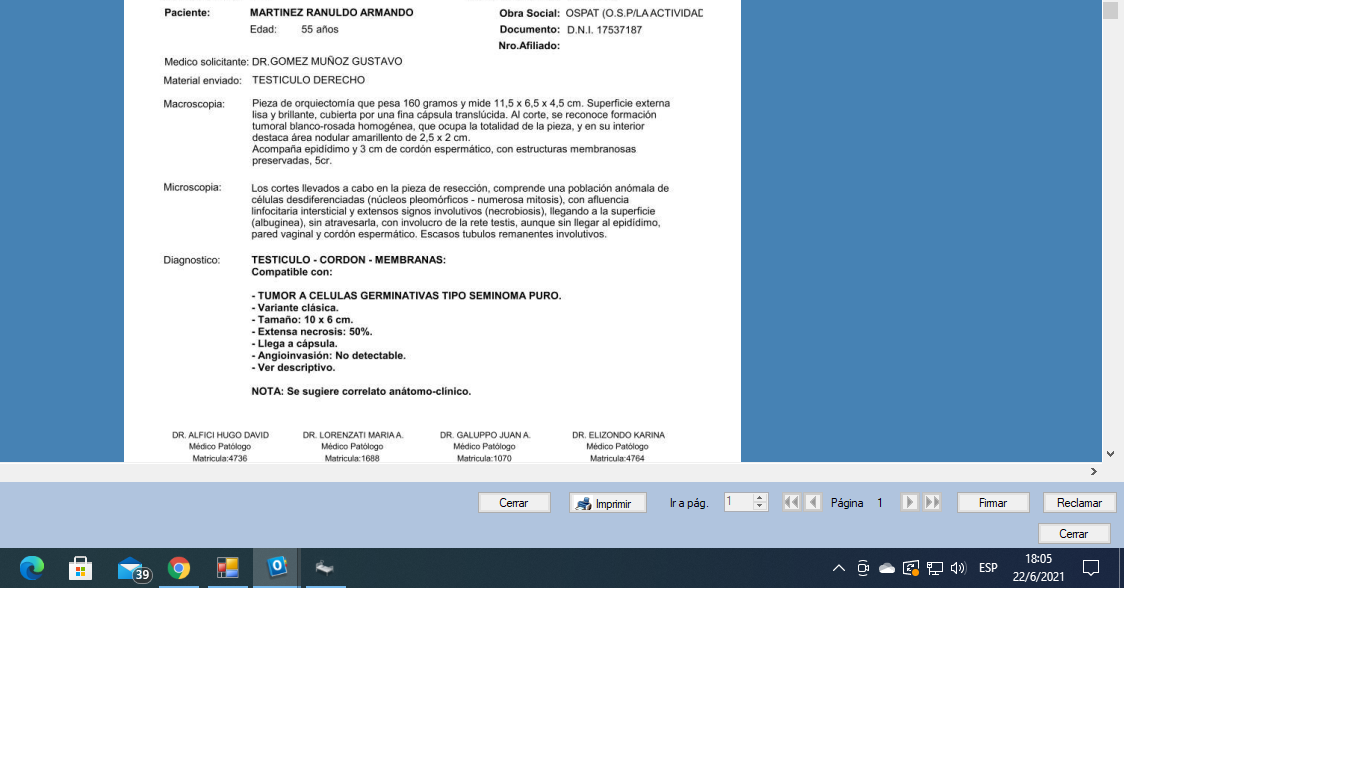 Paciente: MARTINEZ RANULDO ARMANDO Obra Social: OSPAT (O.S.P/LA ACTIVIDAD
Edad: 55 años Documento: D.N.I. 17537187
Nro.Afiliado:
Medico solicitante: DR.GOMEZ MUÑOZ GUSTAVO
Material enviado: TESTICULO DERECHO
Macroscopia: Pieza de orquiectomía que pesa 160 gramos y mide 11,5 x 6,5 x 4,5 cm. Superficie externa
lisa y brillante, cubierta por una fina cápsula translúcida. Al corte, se reconoce formación
tumoral blanco-rosada homogénea, que ocupa la totalidad de la pieza, y en su interior
destaca área nodular amarillento de 2,5 x 2 cm.
Acompaña epidídimo y 3 cm de cordón espermático, con estructuras membranosas
preservadas, 5cr.
Microscopia: Los cortes llevados a cabo en la pieza de resección, comprende una población anómala de
células desdiferenciadas (núcleos pleomórficos - numerosa mitosis), con afluencia
linfocitaria intersticial y extensos signos involutivos (necrobiosis), llegando a la superficie
(albuginea), sin atravesarla, con involucro de la rete testis, aunque sin llegar al epidídimo,
pared vaginal y cordón espermático. Escasos tubulos remanentes involutivos.
Diagnostico: TESTICULO - CORDON - MEMBRANAS:
Compatible con:
- TUMOR A CELULAS GERMINATIVAS TIPO SEMINOMA PURO.
- Variante clásica.
- Tamaño: 10 x 6 cm.
- Extensa necrosis: 50%.
- Llega a cápsula.
- Angioinvasión: No detectable.
- Ver descriptivo.
NOTA: Se sugiere correlato anátomo-clínico.
DR. ALFICI HUGO DAVID DR. LORENZATI MARIA A. DR. GALUPPO JUAN A. DR. ELIZONDO KARINA
Médico Patólogo Médico Patólogo Médico Patólogo Médico Patólogo
Matricula:4736 Matricula:1688 Matricula:1070 Matricula:4764
Cerrar Imprimir Ir a pág. 1 Página 1 Firmar Reclamar
Cerrar
39 ESP 18:05
22/6/2021